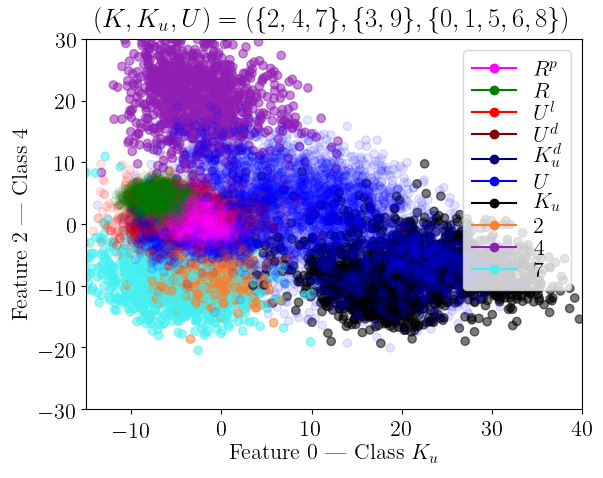 (K, K_u, U) = ({2, 4, 7}, {3, 9}, {0, 1, 5, 6, 8})
30
20
10
0
−10
−20
−30
Feature 2 — Class 4
R^p
R
U^l
U^d
K_u^d
U
K_u
2
4
7
−10 0 10 20 30 40
Feature 0 — Class K_u